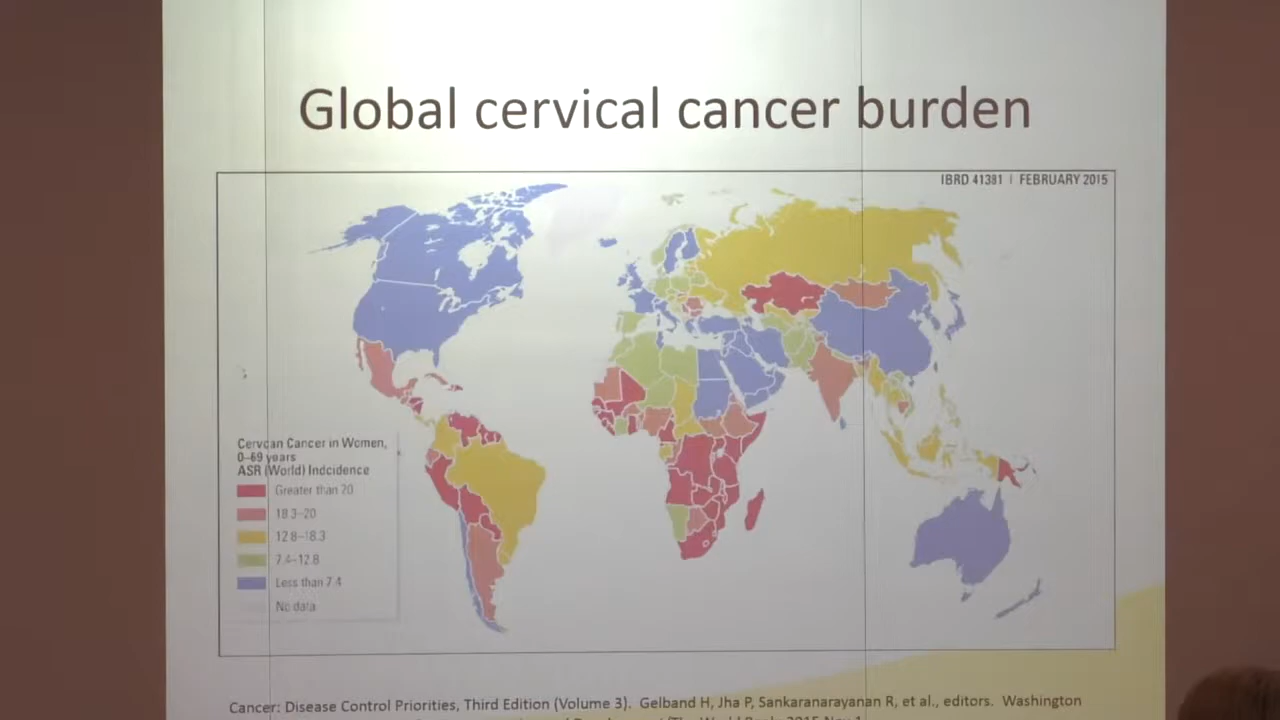 Global cervical cancer burden
IBRD 41381 | FEBRUARY 2015
Cervcan Cancer in Women,
0–69 years
ASR (World) Indcidence
Greater than 20
18.3–20
12.8–18.3
7.4–12.8
Less than 7.4
No data
Cancer: Disease Control Priorities, Third Edition (Volume 3). Gelband H, Jha P, Sankaranarayanan R, et al., editors. Washington